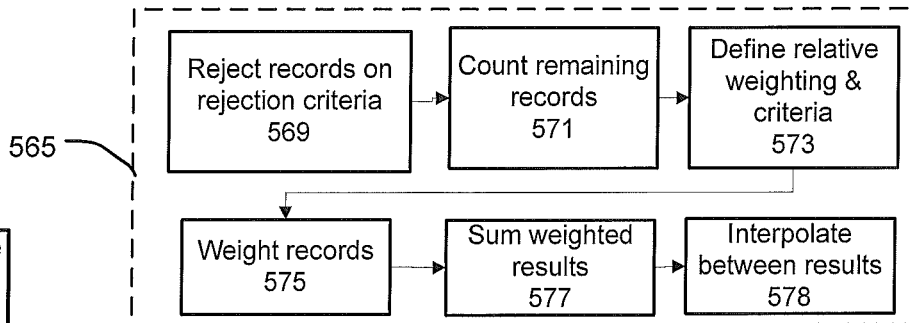 Reject records on
rejection criteria
569
Count remaining
records
571
Define relative
weighting &
criteria
573
565
Weight records
575
Sum weighted
results
577
Interpolate
between results
578